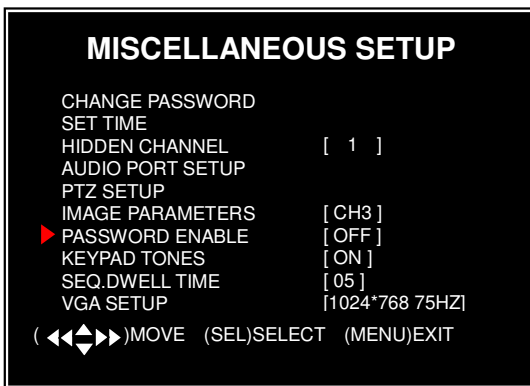 MISCELLANEOUS SETUP
CHANGE PASSWORD
SET TIME
HIDDEN CHANNEL [ 1 ]
AUDIO PORT SETUP
PTZ SETUP
IMAGE PARAMETERS [ CH3 ]
PASSWORD ENABLE [ OFF ]
KEYPAD TONES [ ON ]
SEQ.DWELL TIME [ 05 ]
VGA SETUP [1024*768 75HZ]
( )MOVE (SEL)SELECT (MENU)EXIT